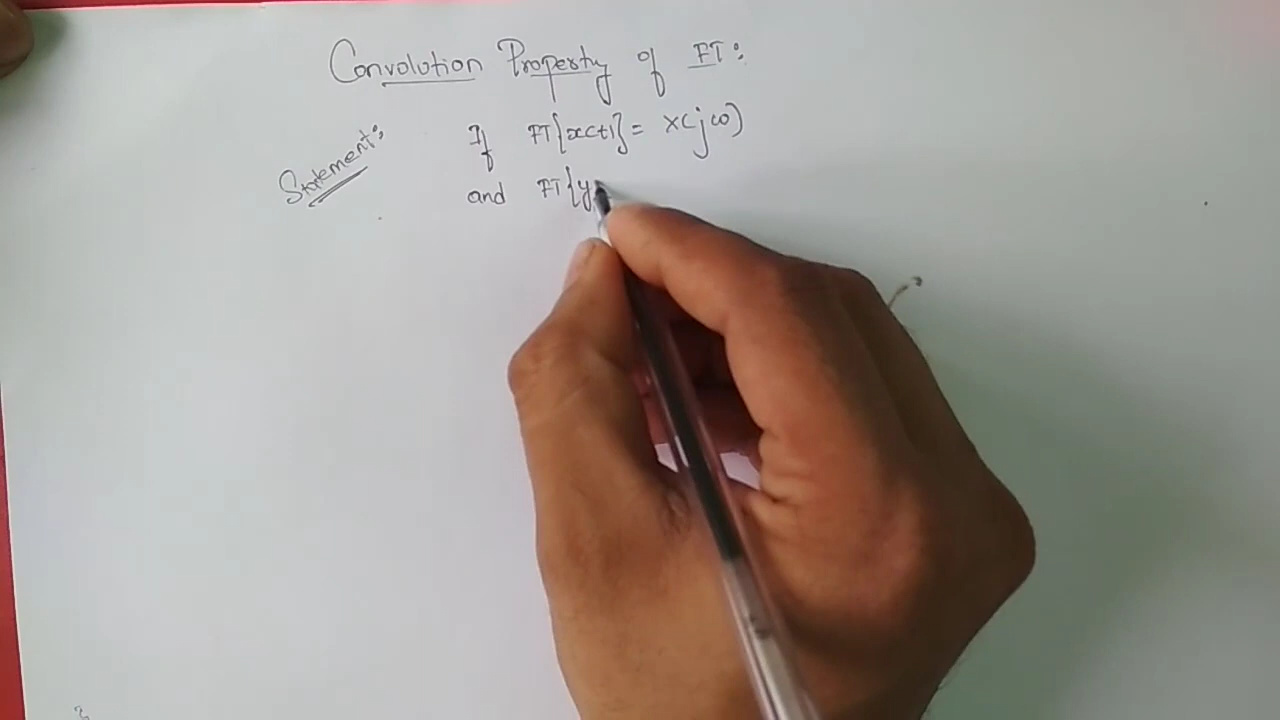 Convolution Property of FT:
Statement:
If FT{x(t)} = X(jω)
and FT{y